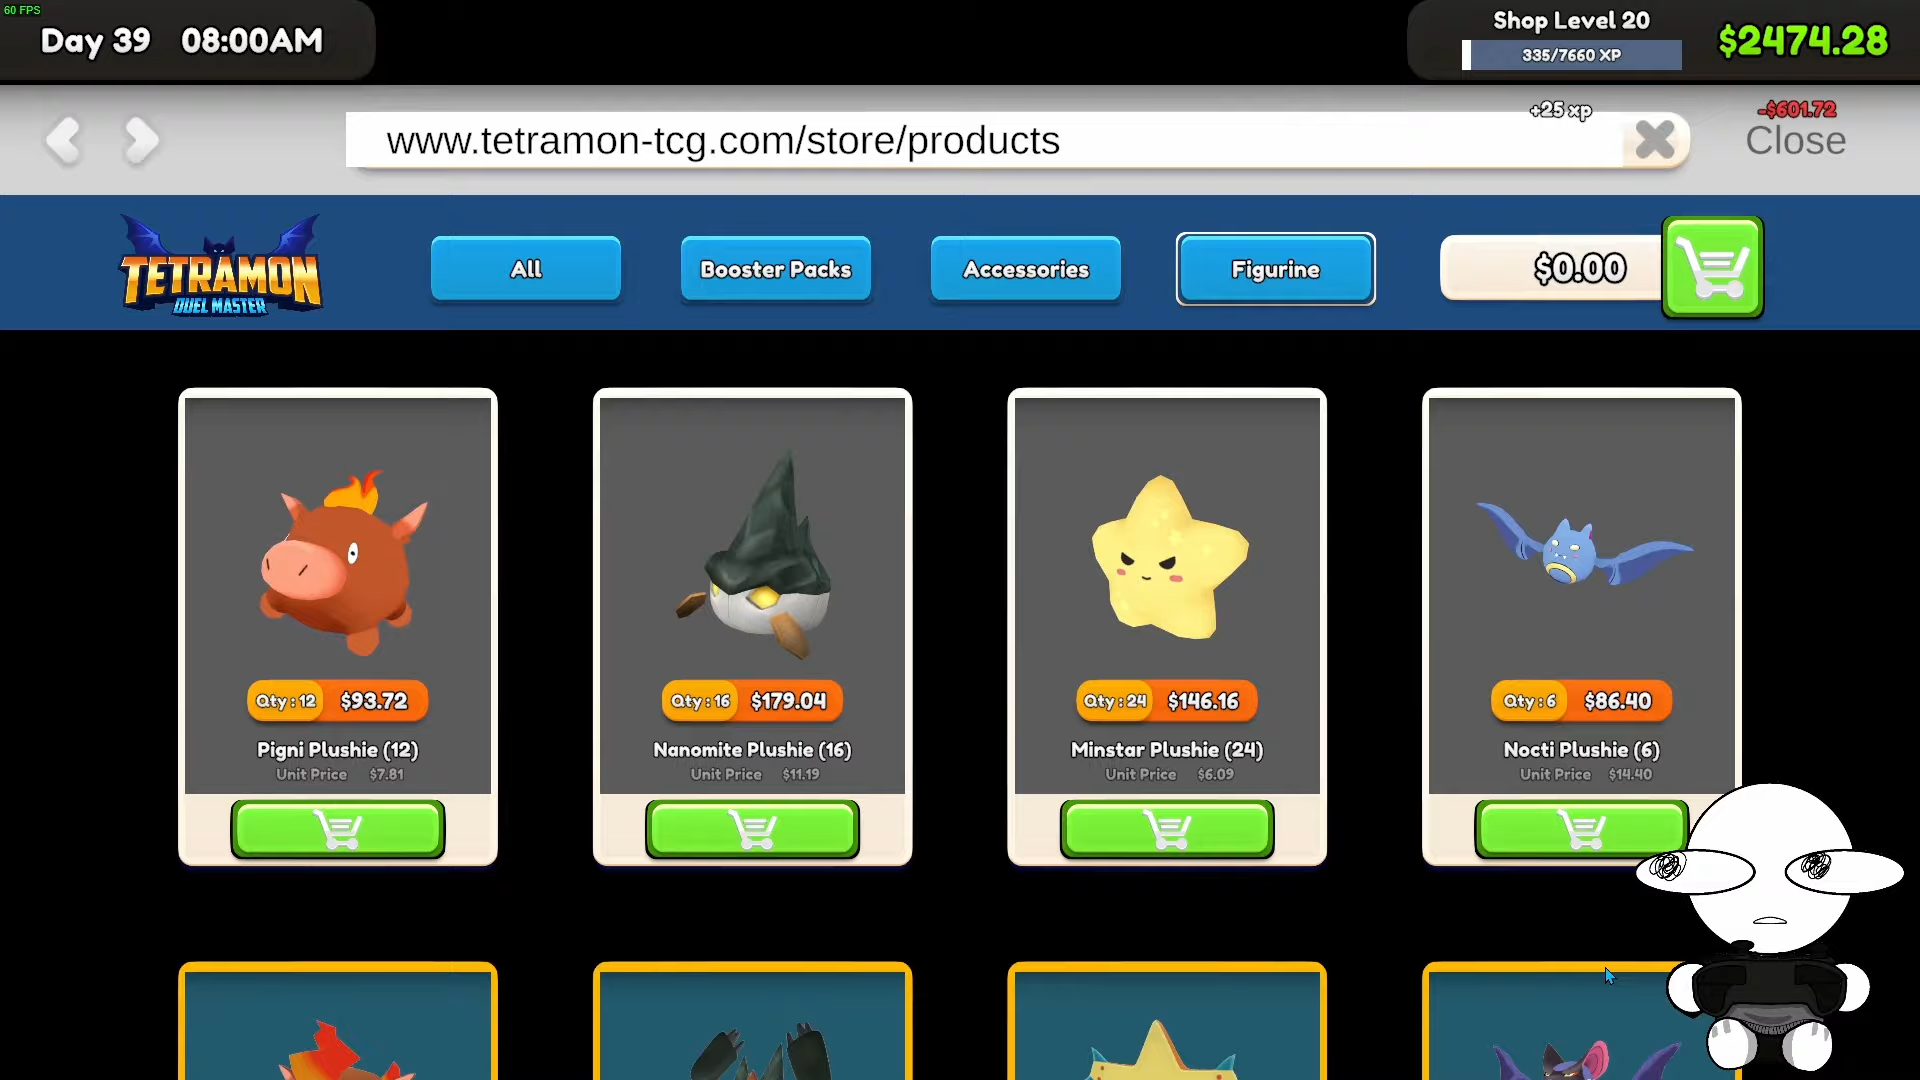 60 FPS
Day 39 08:00AM
Shop Level 20
335/7660 XP
$2474.28
+25 xp
-$601.72
www.tetramon-tcg.com/store/products
Close
TETRAMON
DUEL MASTER
All
Booster Packs
Accessories
Figurine
$0.00
Qty:12 $93.72
Pigni Plushie (12)
Unit Price $7.81
Qty:16 $179.04
Nanomite Plushie (16)
Unit Price $11.19
Qty:24 $146.16
Minstar Plushie (24)
Unit Price $6.09
Qty:6 $86.40
Nocti Plushie (6)
Unit Price $14.40